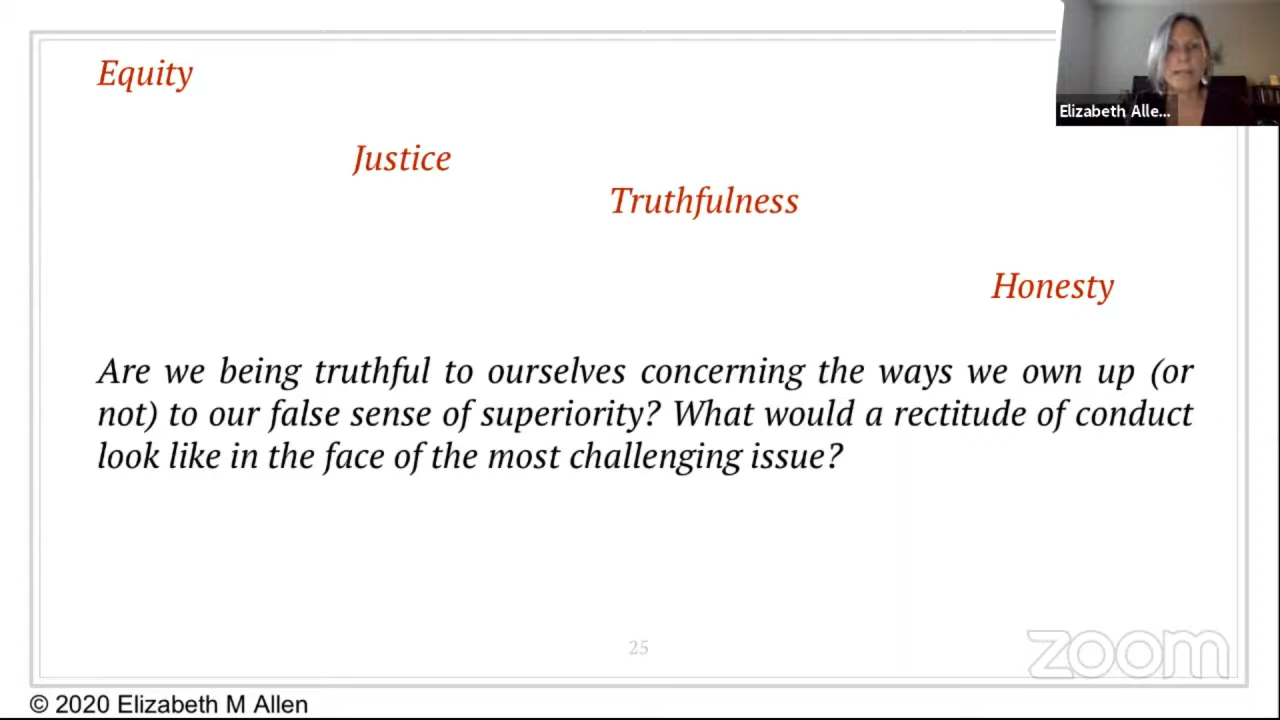 Equity
Elizabeth Alle...
Justice
Truthfulness
Honesty
Are we being truthful to ourselves concerning the ways we own up (or
not) to our false sense of superiority? What would a rectitude of conduct
look like in the face of the most challenging issue?
25
zoom
© 2020 Elizabeth M Allen